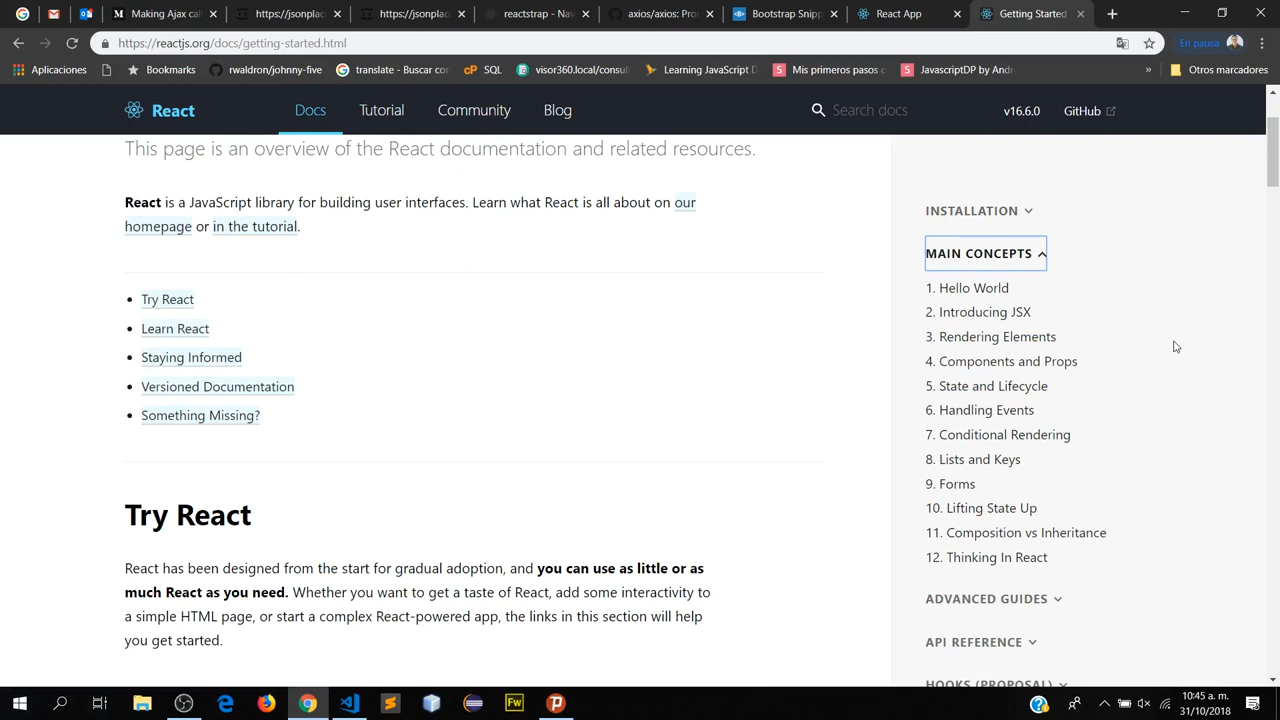 Making Ajax cal
https://jsonplac
https://jsonplac
reactstrap - Nav
axios/axios: Pro
Bootstrap Snipp
React App
Getting Started
https://reactjs.org/docs/getting-started.html
En pausa
Aplicaciones
Bookmarks
rwaldron/johnny-five
translate - Buscar con
cP SQL
visor360.local/consul
Learning JavaScript D
Mis primeros pasos c
JavascriptDP by Andr
»
Otros marcadores
React
Docs
Tutorial
Community
Blog
Search docs
v16.6.0
GitHub
This page is an overview of the React documentation and related resources.
React is a JavaScript library for building user interfaces. Learn what React is all about on our
homepage or in the tutorial.
• Try React
• Learn React
• Staying Informed
• Versioned Documentation
• Something Missing?
Try React
React has been designed from the start for gradual adoption, and you can use as little or as
much React as you need. Whether you want to get a taste of React, add some interactivity to
a simple HTML page, or start a complex React-powered app, the links in this section will help
you get started.
INSTALLATION
MAIN CONCEPTS
1. Hello World
2. Introducing JSX
3. Rendering Elements
4. Components and Props
5. State and Lifecycle
6. Handling Events
7. Conditional Rendering
8. Lists and Keys
9. Forms
10. Lifting State Up
11. Composition vs Inheritance
12. Thinking In React
ADVANCED GUIDES
API REFERENCE
HOOKS (PROPOSAL)
Fw
10:45 a. m.
31/10/2018